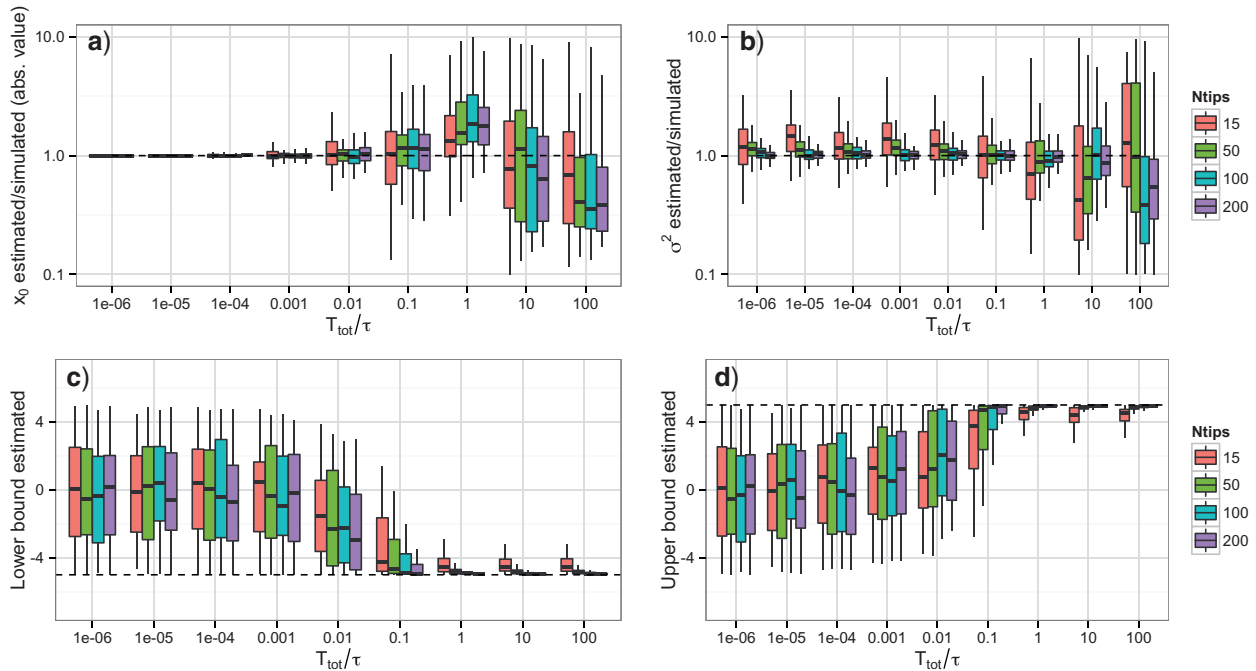 a)
x₀ estimated/simulated (abs. value)
10.0
1.0
0.1
1e-06 1e-05 1e-04 0.001 0.01 0.1 1 10 100
T_tot/τ
b)
σ² estimated/simulated
10.0
1.0
0.1
1e-06 1e-05 1e-04 0.001 0.01 0.1 1 10 100
T_tot/τ
Ntips
15
50
100
200
c)
Lower bound estimated
4
0
-4
1e-06 1e-05 1e-04 0.001 0.01 0.1 1 10 100
T_tot/τ
d)
Upper bound estimated
4
0
-4
1e-06 1e-05 1e-04 0.001 0.01 0.1 1 10 100
T_tot/τ
Ntips
15
50
100
200